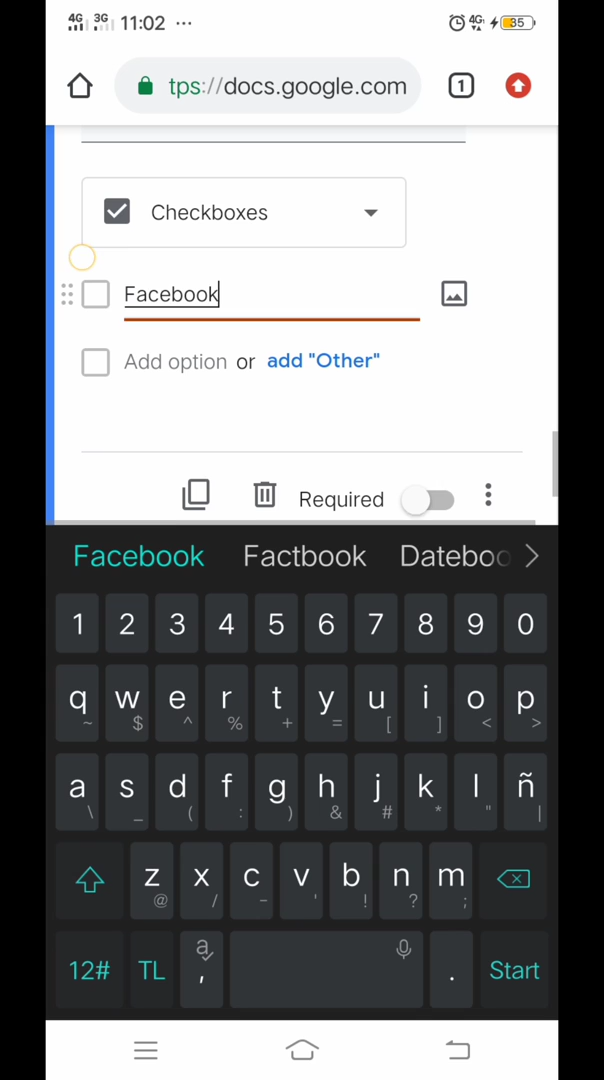 4G 3G 11:02 ... 4G 35
tps://docs.google.com 1
Checkboxes
Facebook
Add option or add "Other"
Required
Facebook Factbook Dateboo
1 2 3 4 5 6 7 8 9 0
q w e r t y u i o p
~ $ ^ % + = [ ] < >
a s d f g h j k l ñ
\ _ ( : ) & # * " |
z x c v b n m
@ / - ' ! ? ;
12# TL a , . Start